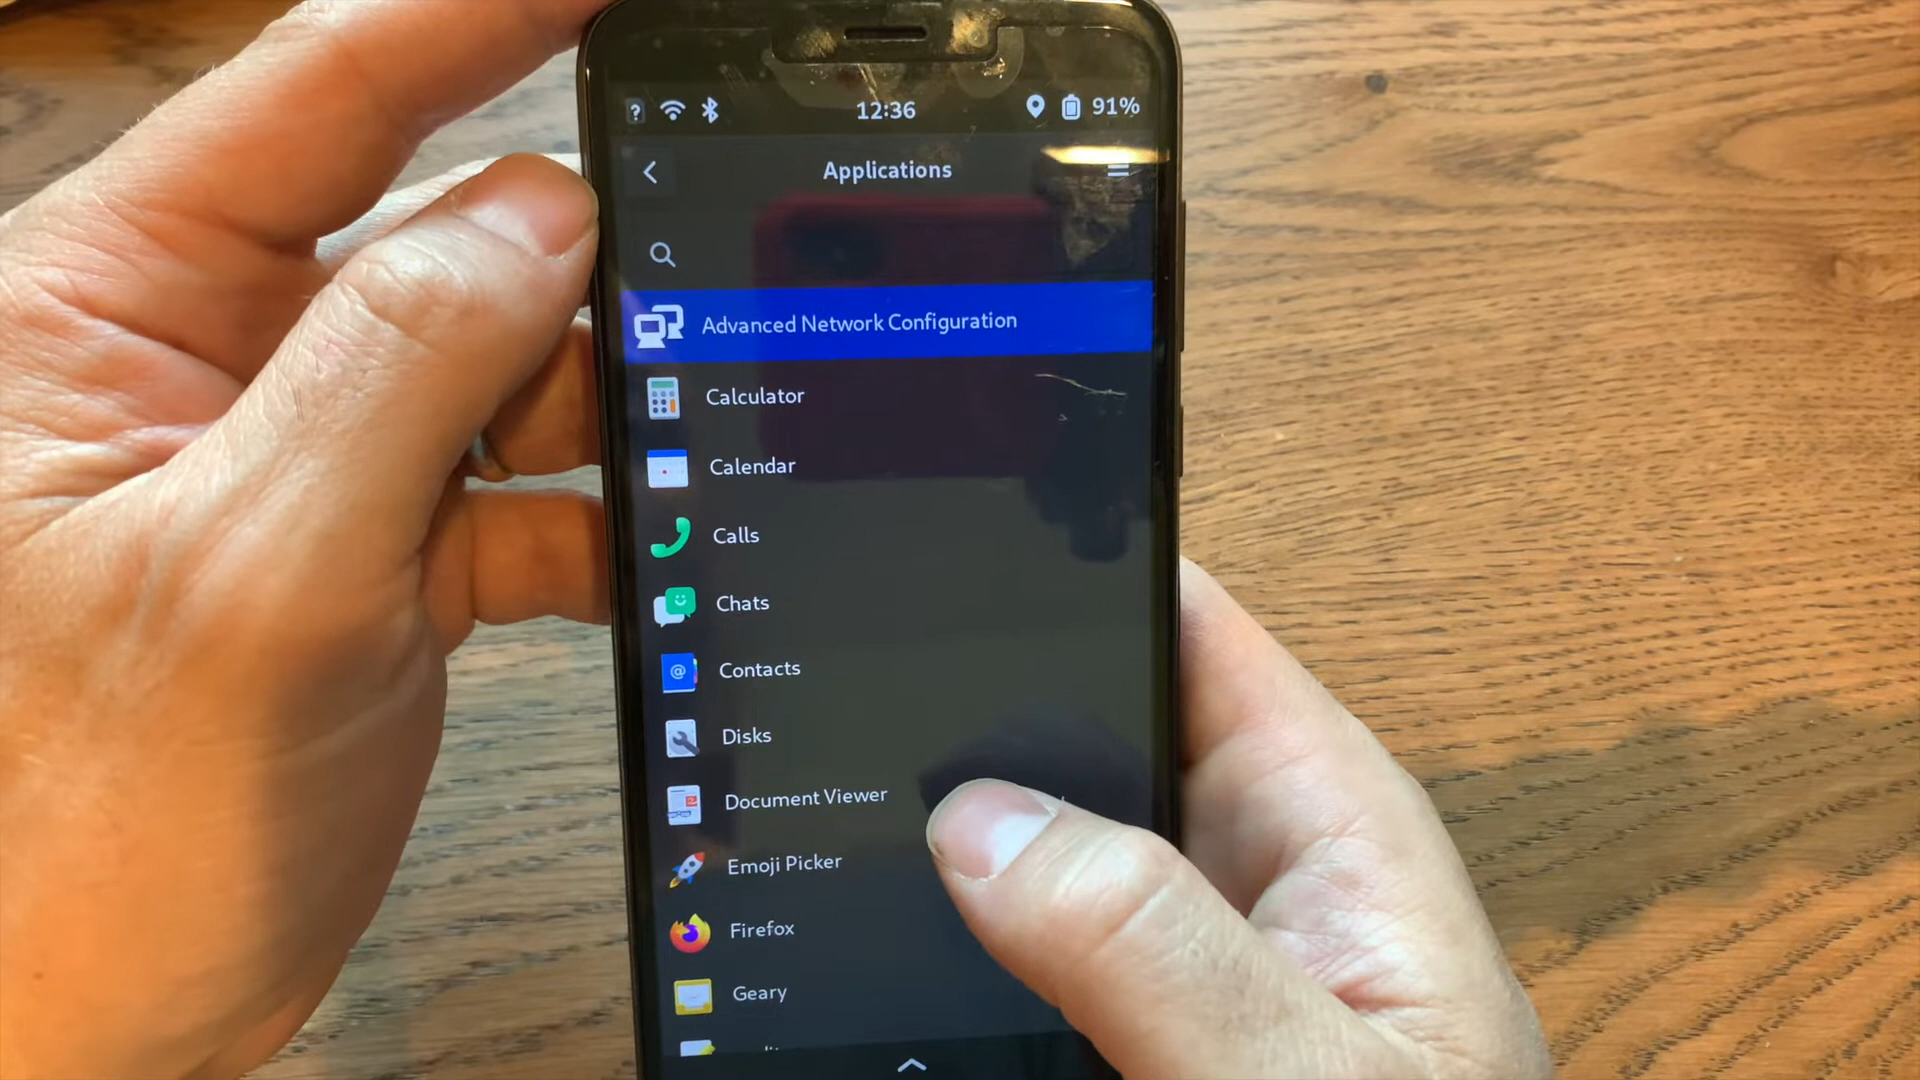 12:36
91%
Applications
Advanced Network Configuration
Calculator
Calendar
Calls
Chats
Contacts
Disks
Document Viewer
Emoji Picker
Firefox
Geary